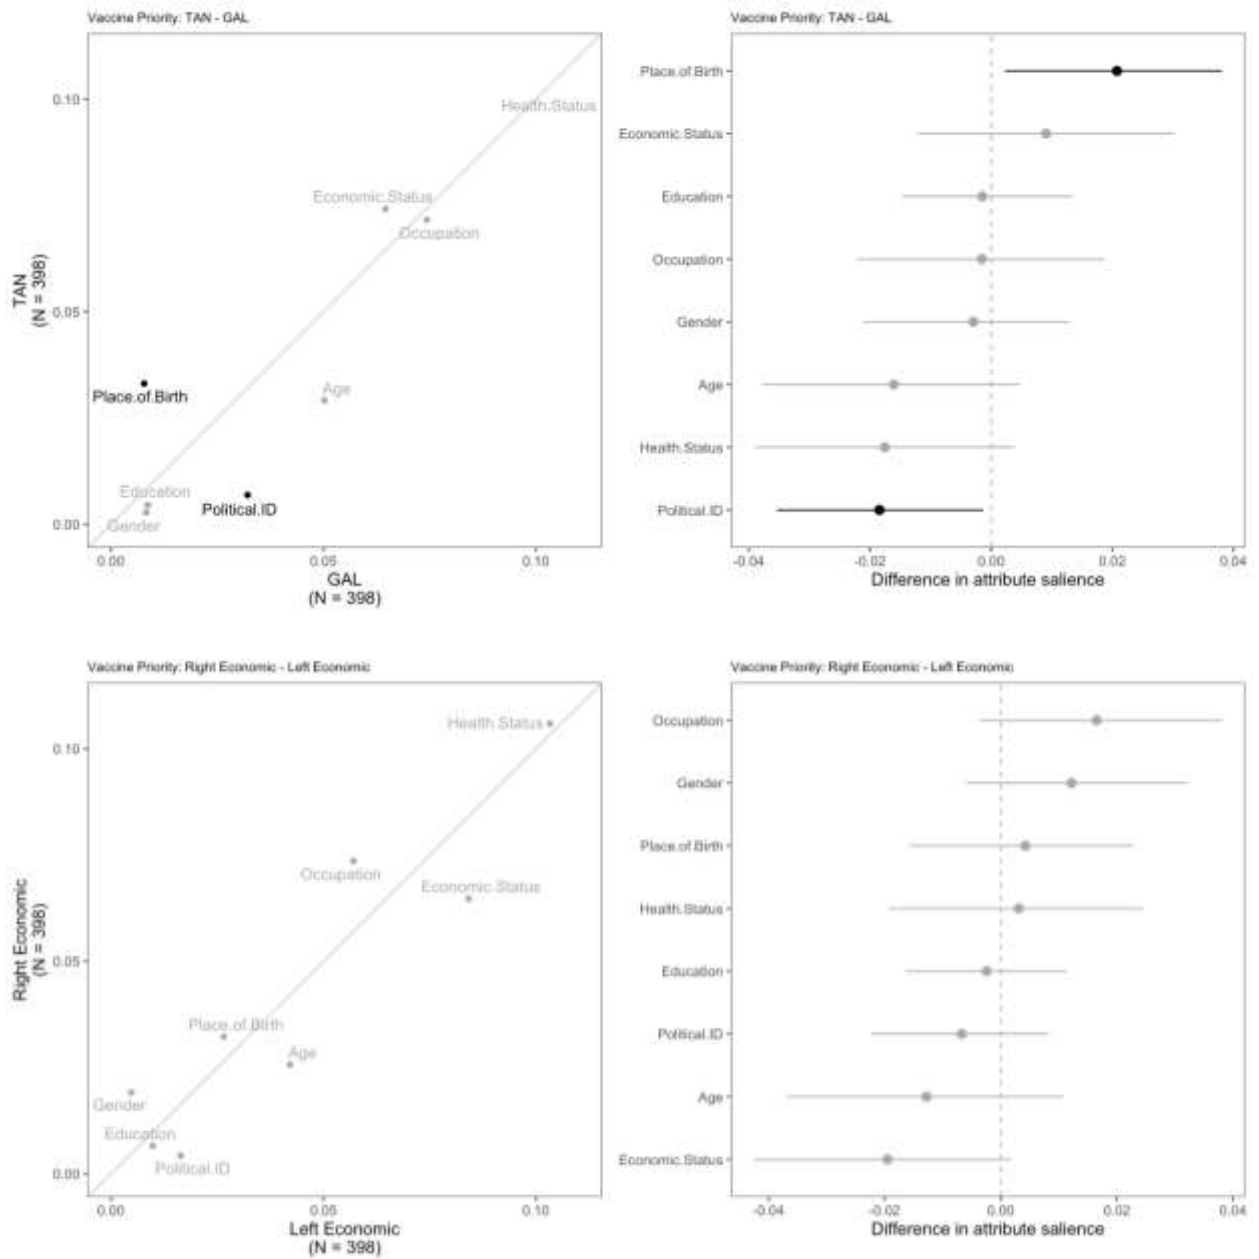 Vaccine Priority: TAN - GAL
TAN
(N = 398)
0.10
0.05
0.00
Health.Status
Economic.Status
Occupation
Place.of.Birth
Age
Education
Political.ID
Gender
0.00
0.05
0.10
GAL
(N = 398)
Vaccine Priority: TAN - GAL
Place.of.Birth
Economic.Status
Education
Occupation
Gender
Age
Health.Status
Political.ID
-0.04
-0.02
0.00
0.02
0.04
Difference in attribute salience
Vaccine Priority: Right Economic - Left Economic
Right Economic
(N = 398)
0.10
0.05
0.00
Health.Status
Occupation
Economic.Status
Place.of.Birth
Age
Gender
Education
Political.ID
0.00
0.05
0.10
Left Economic
(N = 398)
Vaccine Priority: Right Economic - Left Economic
Occupation
Gender
Place.of.Birth
Health.Status
Education
Political.ID
Age
Economic.Status
-0.04
-0.02
0.00
0.02
0.04
Difference in attribute salience